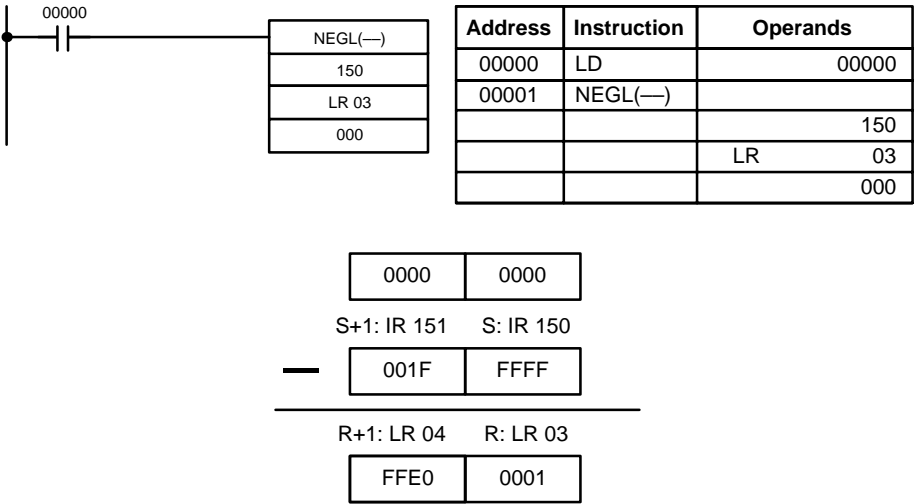 00000
NEGL(––)
150
LR 03
000
Address Instruction Operands
00000 LD 00000
00001 NEGL(––)
150
LR 03
000
0000 0000
S+1: IR 151 S: IR 150
— 001F FFFF
R+1: LR 04 R: LR 03
FFE0 0001